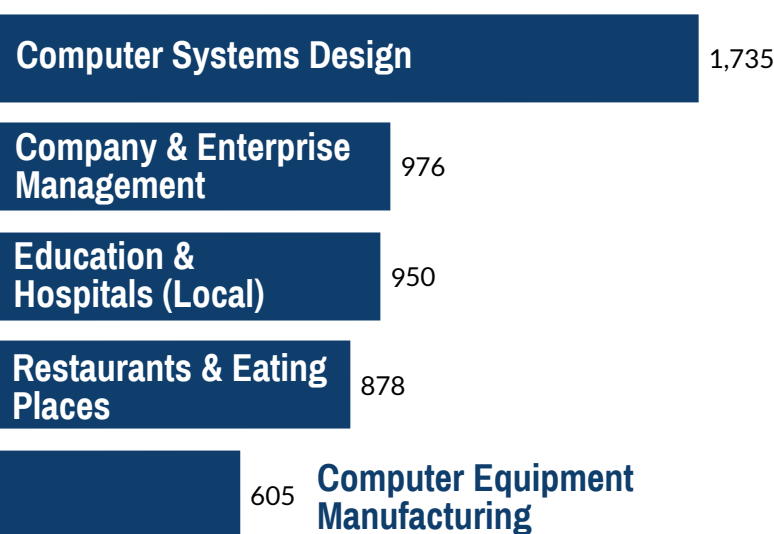 Computer Systems Design
1,735
Company & Enterprise
Management
976
Education &
Hospitals (Local)
950
Restaurants & Eating
Places
878
605
Computer Equipment
Manufacturing